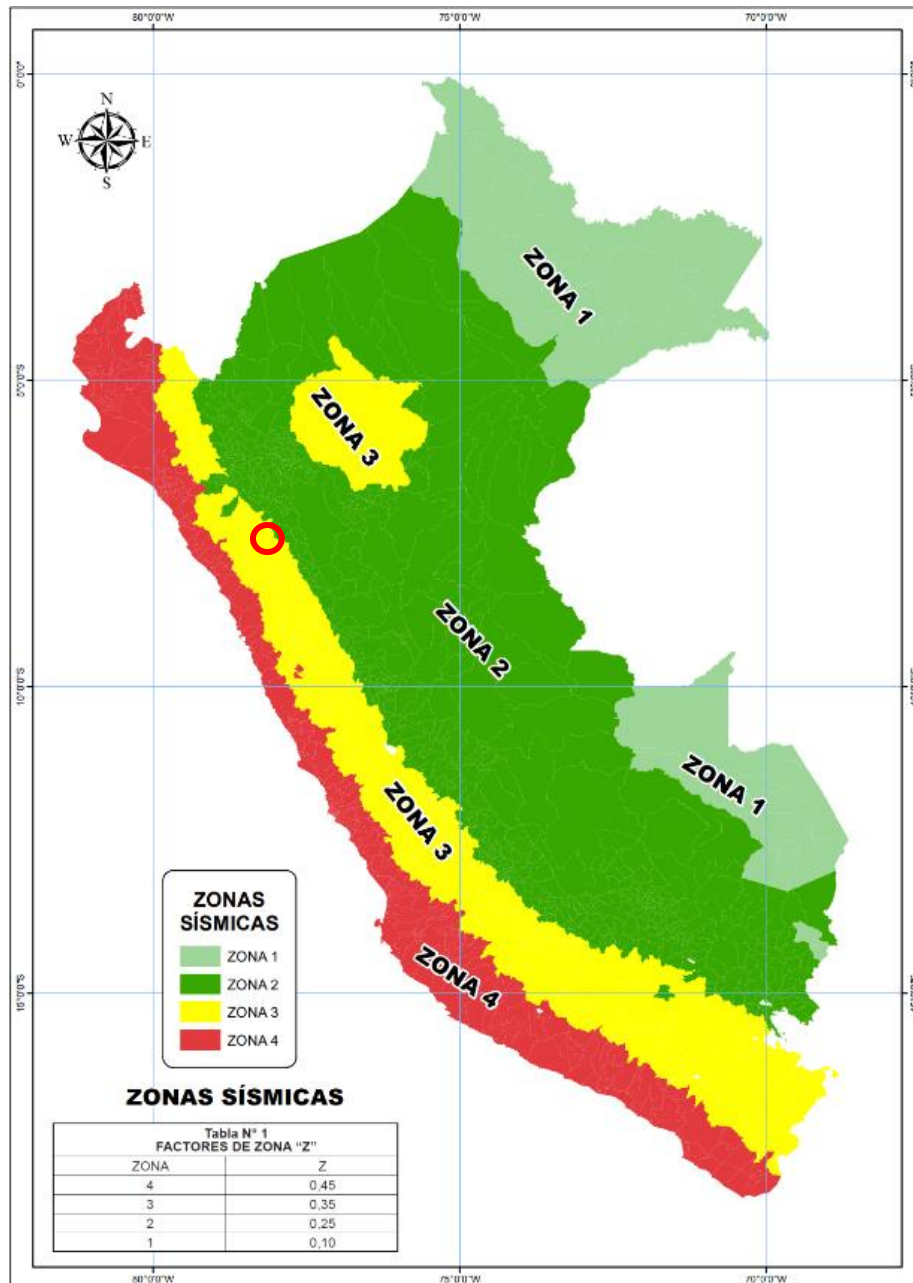 80°0'0"W 75°0'0"W 70°0'0"W
0°0'0"
N
W E
S
ZONA 1
5°0'0"S
ZONA 3
ZONA 2
10°0'0"S
ZONA 1
ZONA 3
ZONAS
SÍSMICAS
ZONA 1
ZONA 2
ZONA 3
ZONA 4
ZONA 4
15°0'0"S
ZONAS SÍSMICAS
Tabla N° 1
FACTORES DE ZONA "Z"
ZONA Z
4 0,45
3 0,35
2 0,25
1 0,10
80°0'0"W 75°0'0"W 70°0'0"W